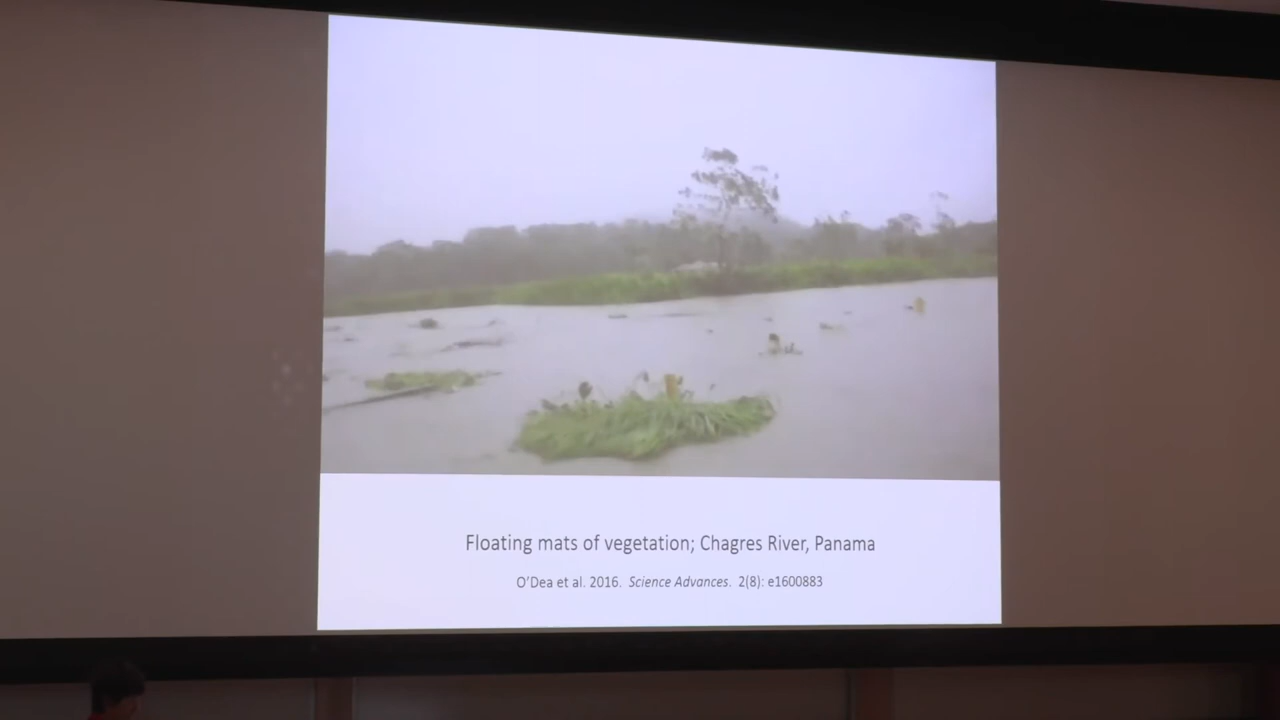 Floating mats of vegetation; Chagres River, Panama
O'Dea et al. 2016. Science Advances. 2(8): e1600883